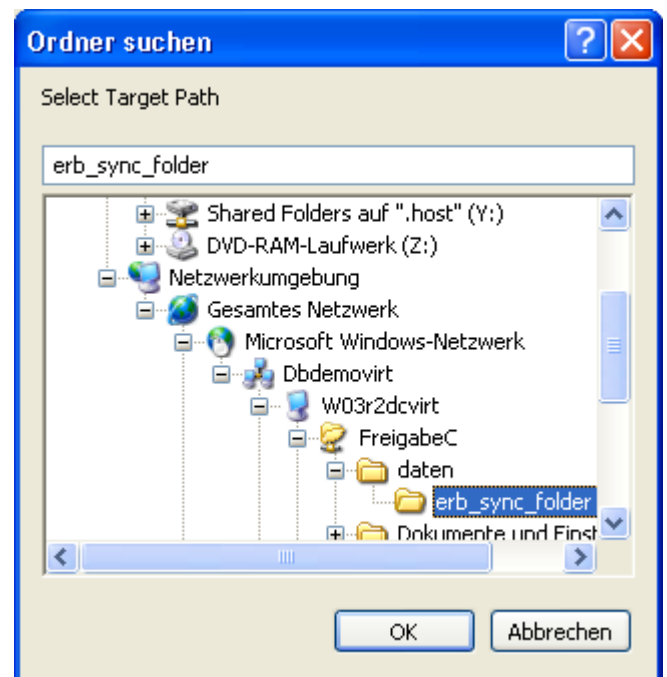 Ordner suchen
Select Target Path
erb_sync_folder
Shared Folders auf ".host" (Y:)
DVD-RAM-Laufwerk (Z:)
Netzwerkumgebung
Gesamtes Netzwerk
Microsoft Windows-Netzwerk
Dbdemovirt
W03r2dcvirt
FreigabeC
daten
erb_sync_folder
Dokumente und Einst
OK
Abbrechen